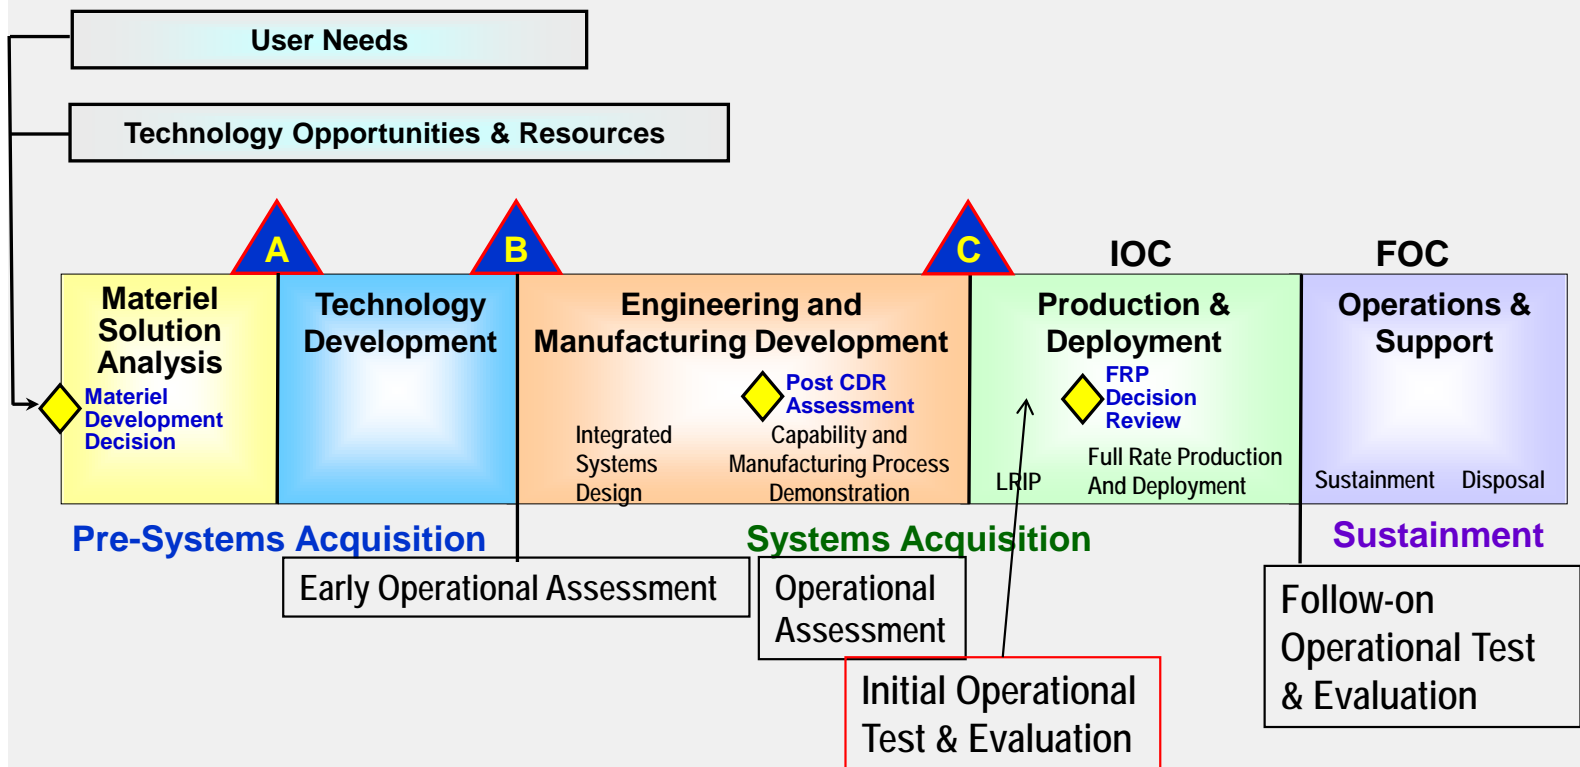 User Needs
Technology Opportunities & Resources
A
B
C
IOC
FOC
Materiel
Solution
Analysis
Materiel
Development
Decision
Technology
Development
Engineering and
Manufacturing Development
Post CDR
Assessment
Integrated
Systems
Design
Capability and
Manufacturing Process
Demonstration
Production &
Deployment
FRP
Decision
Review
LRIP
Full Rate Production
And Deployment
Operations &
Support
Sustainment
Disposal
Pre-Systems Acquisition
Systems Acquisition
Sustainment
Early Operational Assessment
Operational
Assessment
Initial Operational
Test & Evaluation
Follow-on
Operational Test
& Evaluation